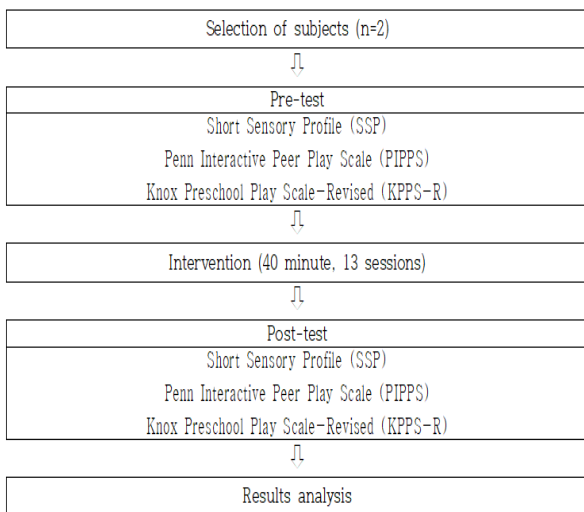 Selection of subjects (n=2)
Pre-test
Short Sensory Profile (SSP)
Penn Interactive Peer Play Scale (PIPPS)
Knox Preschool Play Scale-Revised (KPPS-R)
Intervention (40 minute, 13 sessions)
Post-test
Short Sensory Profile (SSP)
Penn Interactive Peer Play Scale (PIPPS)
Knox Preschool Play Scale-Revised (KPPS-R)
Results analysis